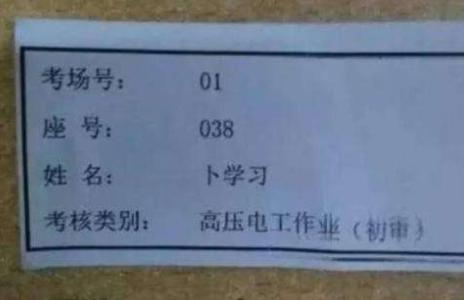 考场号： 01
座 号： 038
姓 名： 卜学习
考核类别： 高压电工作业（初审）